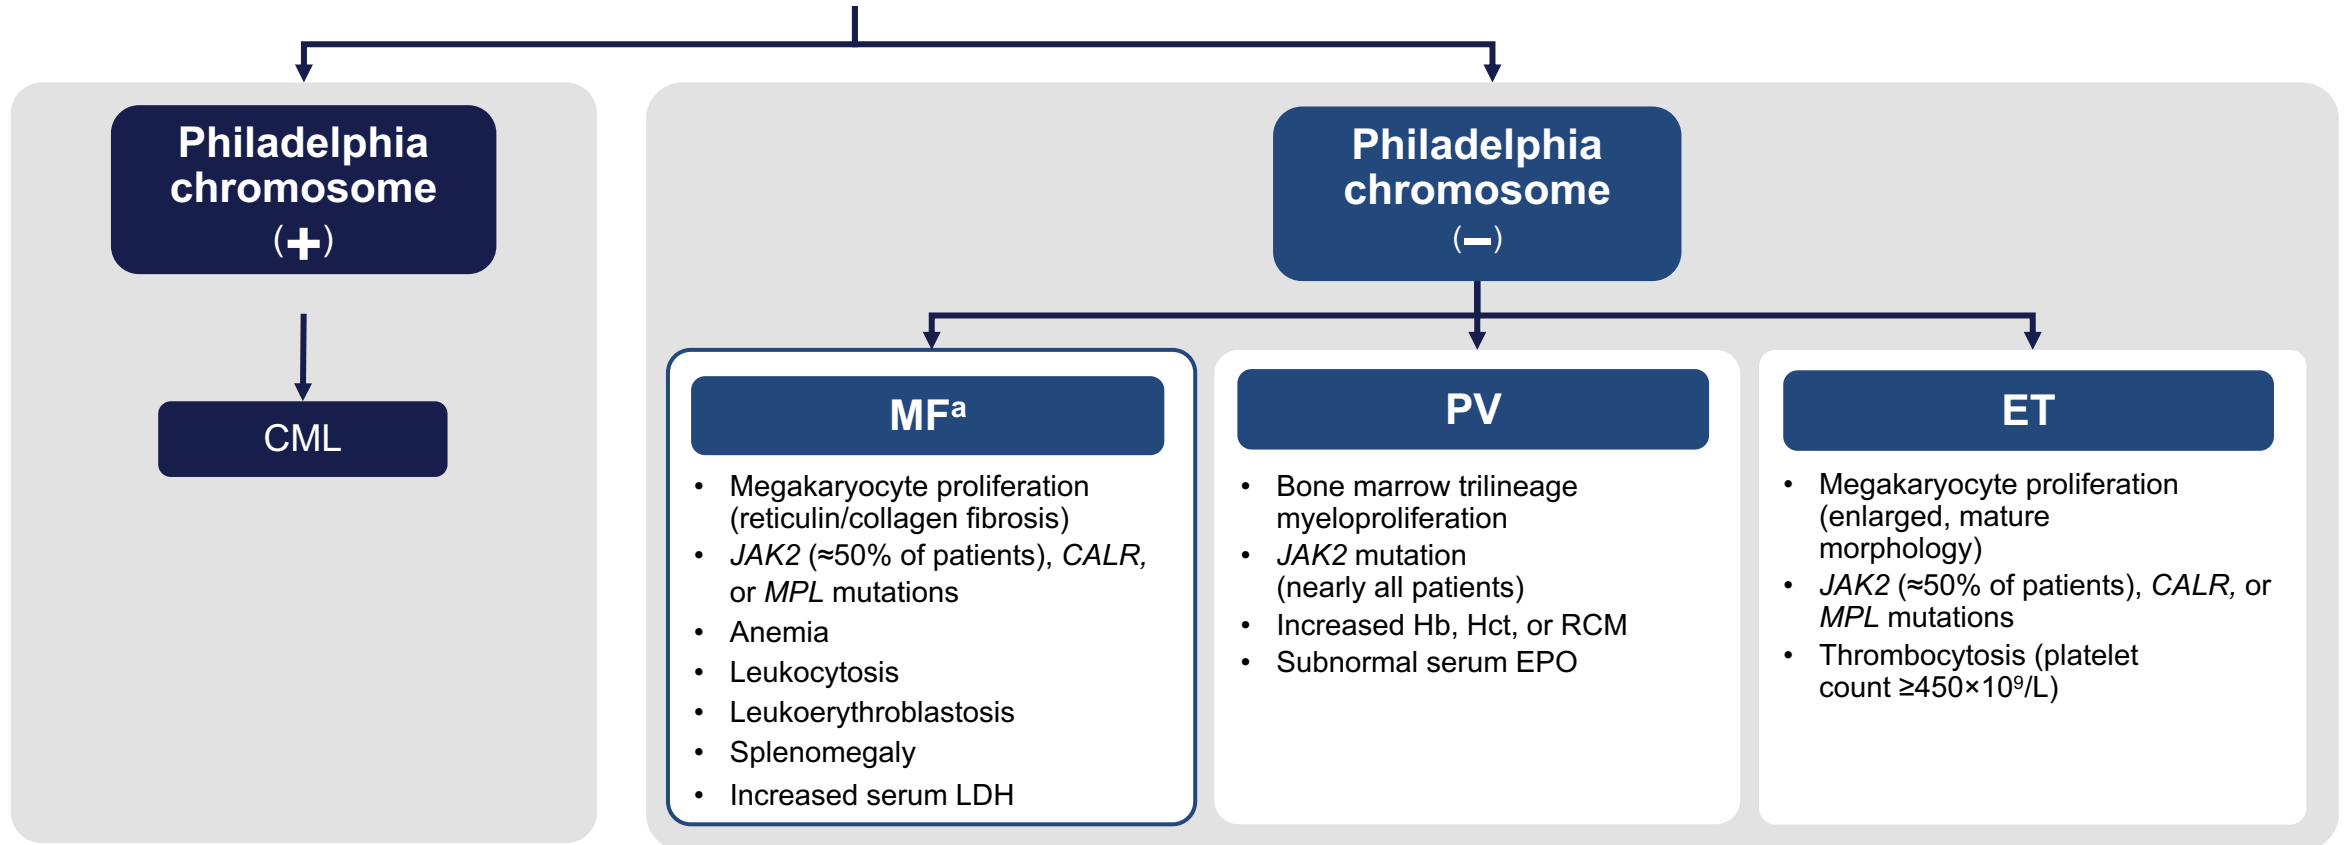 Philadelphia
chromosome
(+)
CML
Philadelphia
chromosome
(−)
MFᵃ
• Megakaryocyte proliferation
(reticulin/collagen fibrosis)
• JAK2 (≈50% of patients), CALR,
or MPL mutations
• Anemia
• Leukocytosis
• Leukoerythroblastosis
• Splenomegaly
• Increased serum LDH
PV
• Bone marrow trilineage
myeloproliferation
• JAK2 mutation
(nearly all patients)
• Increased Hb, Hct, or RCM
• Subnormal serum EPO
ET
• Megakaryocyte proliferation
(enlarged, mature
morphology)
• JAK2 (≈50% of patients), CALR, or
MPL mutations
• Thrombocytosis (platelet
count ≥450×10⁹/L)